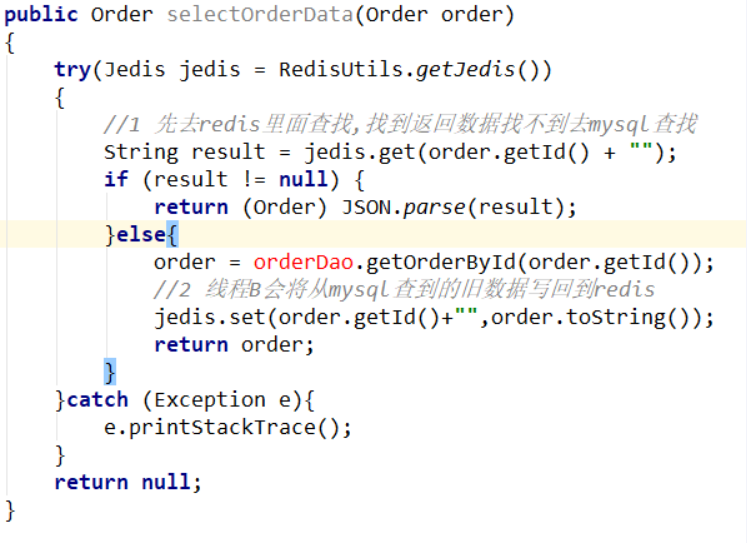 public Order selectOrderData(Order order)
{
    try(Jedis jedis = RedisUtils.getJedis())
    {
        //1 先去redis里面查找,找到返回数据找不到去mysql查找
        String result = jedis.get(order.getId() + "");
        if (result != null) {
            return (Order) JSON.parse(result);
        }else{
            order = orderDao.getOrderById(order.getId());
            //2 线程B会将从mysql查到的旧数据写回到redis
            jedis.set(order.getId()+"",order.toString());
            return order;
        }
    }catch (Exception e){
        e.printStackTrace();
    }
    return null;
}